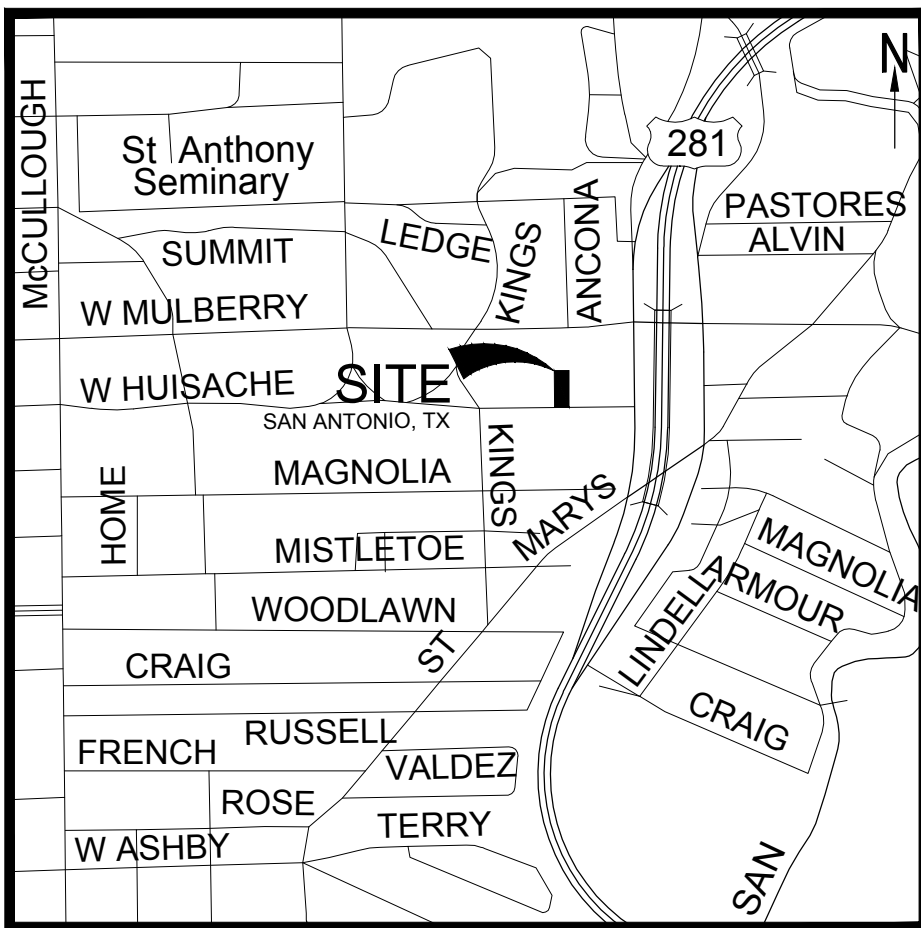 N
McCULLOUGH
281
St Anthony
Seminary
ANCONA
PASTORES
LEDGE
KINGS
ALVIN
SUMMIT
W MULBERRY
W HUISACHE
SITE
SAN ANTONIO, TX
KINGS
MAGNOLIA
HOME
MARYS
MISTLETOE
MAGNOLIA
ARMOUR
WOODLAWN
LINDELL
ST
CRAIG
CRAIG
RUSSELL
FRENCH
VALDEZ
ROSE
TERRY
W ASHBY
SAN